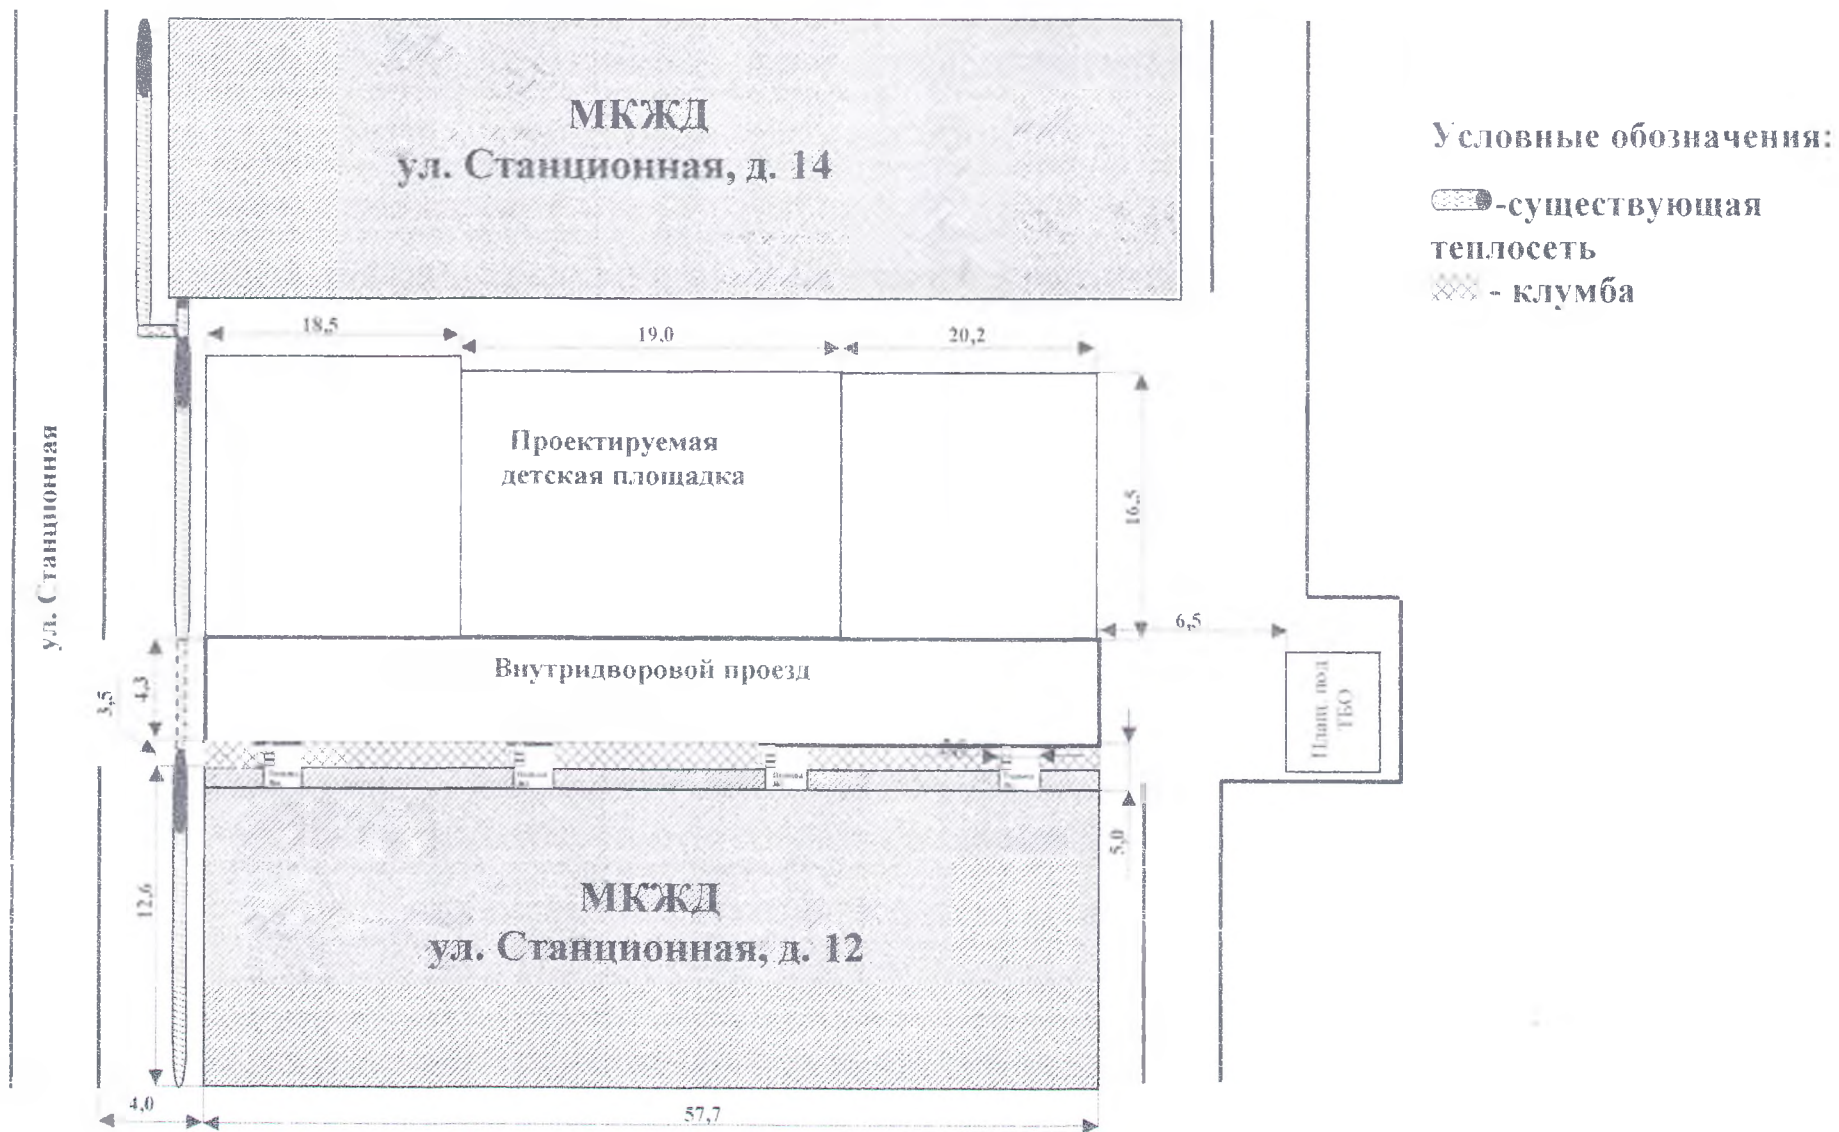 МКЖД
ул. Станционная, д. 14
Условные обозначения:
-существующая
теплосеть
- клумба
18,5
19,0
20,2
Проектируемая
детская площадка
16,5
ул. Станционная
6,5
Внутридворовой проезд
4,3
3,5
Площ. под
ТБО
12,6
5,0
МКЖД
ул. Станционная, д. 12
4,0
57,7